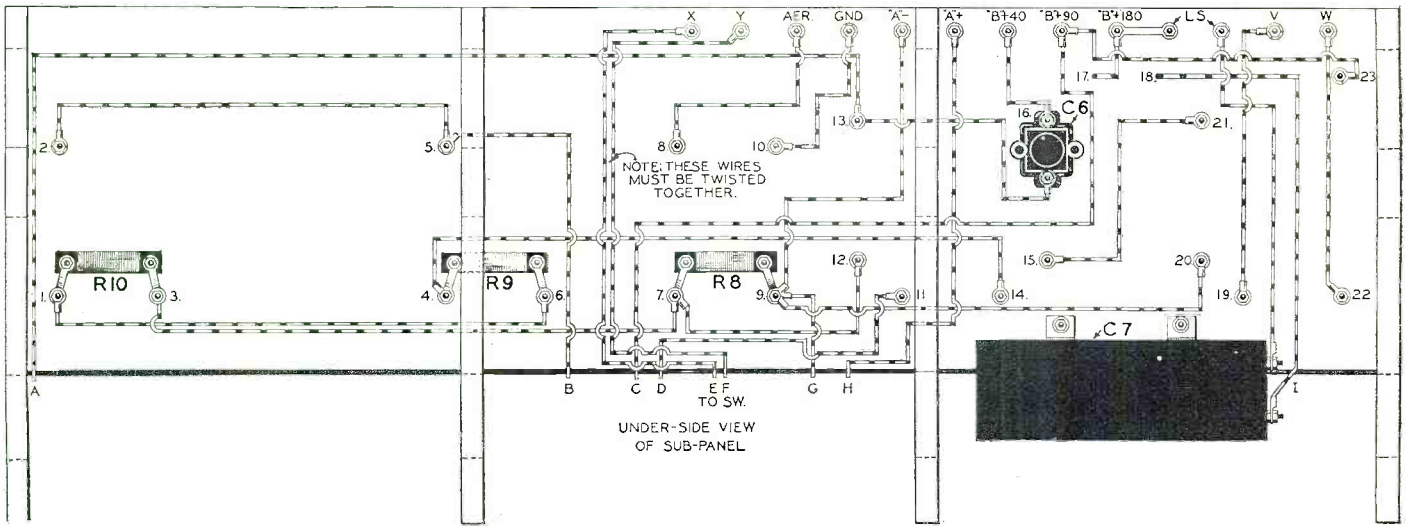 X Y AER. GND. "A"- "A"+ "B"+40 "B"+90 "B"+180 LS V W
17. 18. 23
16. C6
13. 21.
2. 5. 8. 10.
NOTE: THESE WIRES
MUST BE TWISTED
TOGETHER.
12. 15. 20.
R10 R9 R8
1. 3. 4. 6. 7. 9. 11 14. 19. 22
C7
A B C D E F G H I
TO SW.
UNDER-SIDE VIEW
OF SUB-PANEL